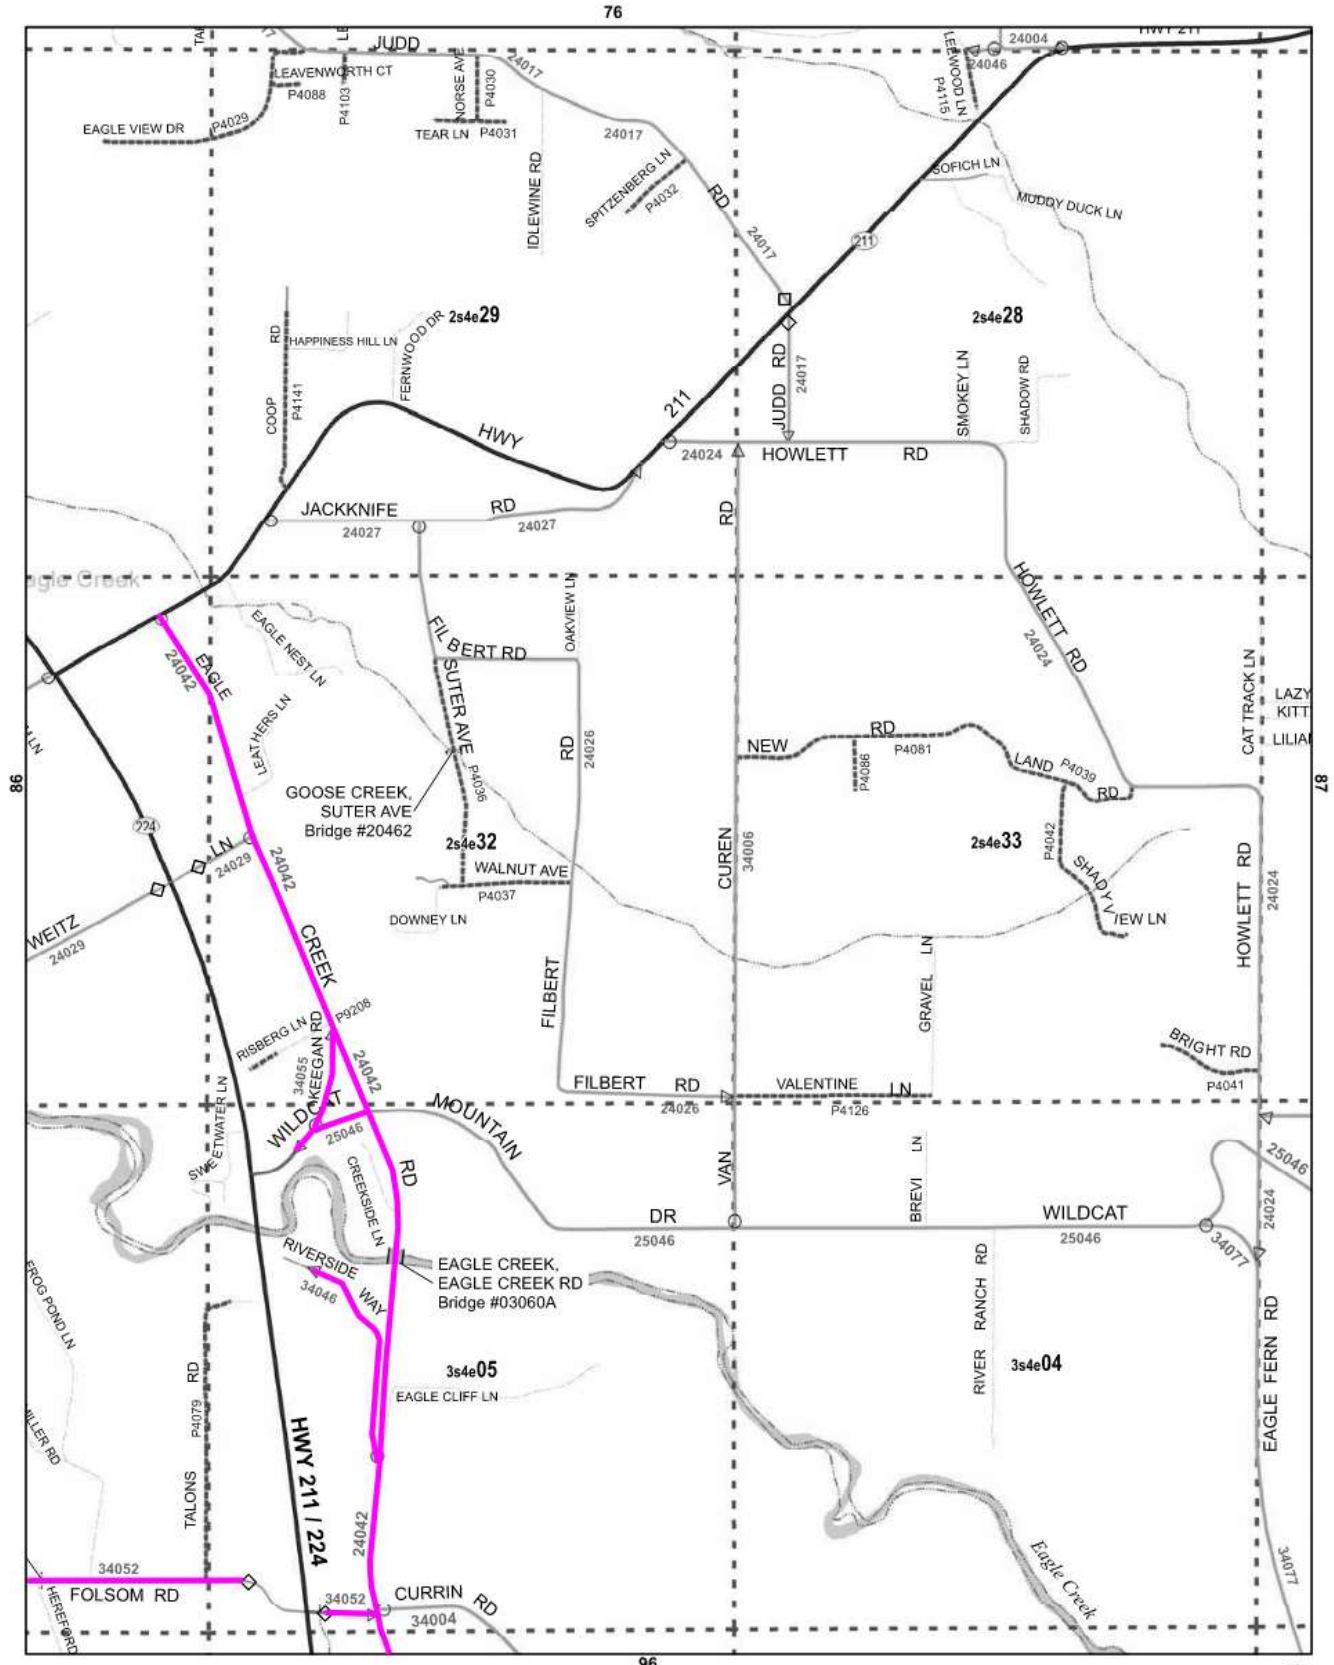 76
JUDD
24017
24004
HWY 211
24046
LEEWOOD LN
P4115
LEAVENWORTH CT
P4088
P4103
NORSE AVE
P4030
EAGLE VIEW DR
P4029
TEAR LN
P4031
24017
IDLEWINE RD
SPITZENBERG LN
P4032
RD
24017
SOFICH LN
MUDDY DUCK LN
211
2s4e29
2s4e28
COOP RD
P4141
HAPPINESS HILL LN
FERNWOOD DR
JUDD RD
24017
SMOKEY LN
SHADOW RD
HWY
211
24024
HOWLETT RD
JACKKNIFE RD
24027
24027
RD
agle Creek
EAGLE NEST LN
FILBERT RD
OAKVIEW LN
HOWLETT RD
24024
24042
EAGLE
SUTER AVE
P4036
LEATHERS LN
RD
24026
CAT TRACK LN
LAZY
KITT
LILIAN
NEW
RD
P4081
P4086
LAND
P4039
RD
86
87
224
GOOSE CREEK,
SUTER AVE
Bridge #20462
2s4e32
2s4e33
P4042
SHADY VIEW LN
CUREN
34006
HOWLETT RD
24024
LN
24029
24042
WALNUT AVE
P4037
DOWNEY LN
WEITZ
24029
CREEK
FILBERT
GRAVEL LN
P9208
RISBERG LN
KEEGAN RD
34055
24042
BRIGHT RD
P4041
FILBERT RD
24026
VALENTINE LN
P4126
WILDCAT
25046
MOUNTAIN
SWEETWATER LN
CREEKSIDE LN
RD
VAN
BREVI LN
25046
24024
DR
25046
WILDCAT
25046
34077
RIVERSIDE WAY
34046
EAGLE CREEK,
EAGLE CREEK RD
Bridge #03060A
FROG POND LN
RIVER RANCH RD
EAGLE FERN RD
3s4e05
3s4e04
EAGLE CLIFF LN
TALONS RD
P4079
HWY 211 / 224
24042
Eagle Creek
34077
34052
FOLSOM RD
HEREFORD
34052
CURRIN RD
34004
96